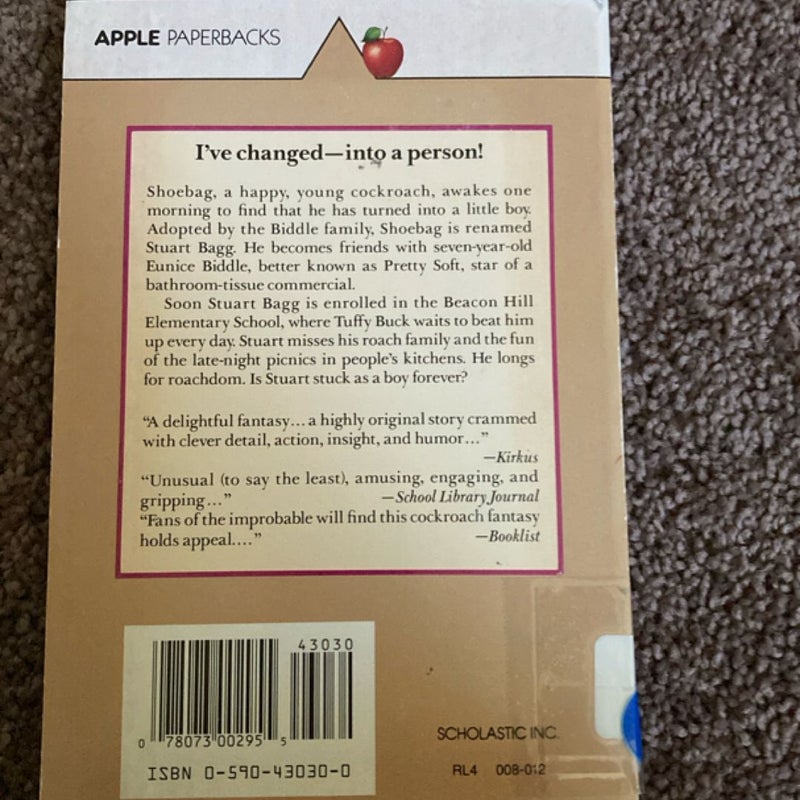 APPLE PAPERBACKS
I've changed—into a person!
Shoebag, a happy, young cockroach, awakes one
morning to find that he has turned into a little boy.
Adopted by the Biddle family, Shoebag is renamed
Stuart Bagg. He becomes friends with seven-year-old
Eunice Biddle, better known as Pretty Soft, star of a
bathroom-tissue commercial.
Soon Stuart Bagg is enrolled in the Beacon Hill
Elementary School, where Tuffy Buck waits to beat him
up every day. Stuart misses his roach family and the fun
of the late-night picnics in people's kitchens. He longs
for roachdom. Is Stuart stuck as a boy forever?
“A delightful fantasy...a highly original story crammed
with clever detail, action, insight, and humor...”
—Kirkus
“Unusual (to say the least), amusing, engaging, and
gripping...” —School Library Journal
“Fans of the improbable will find this cockroach fantasy
holds appeal....” —Booklist
43030
0 78073 00295 5
ISBN 0-590-43030-0
SCHOLASTIC INC.
RL4 008-012